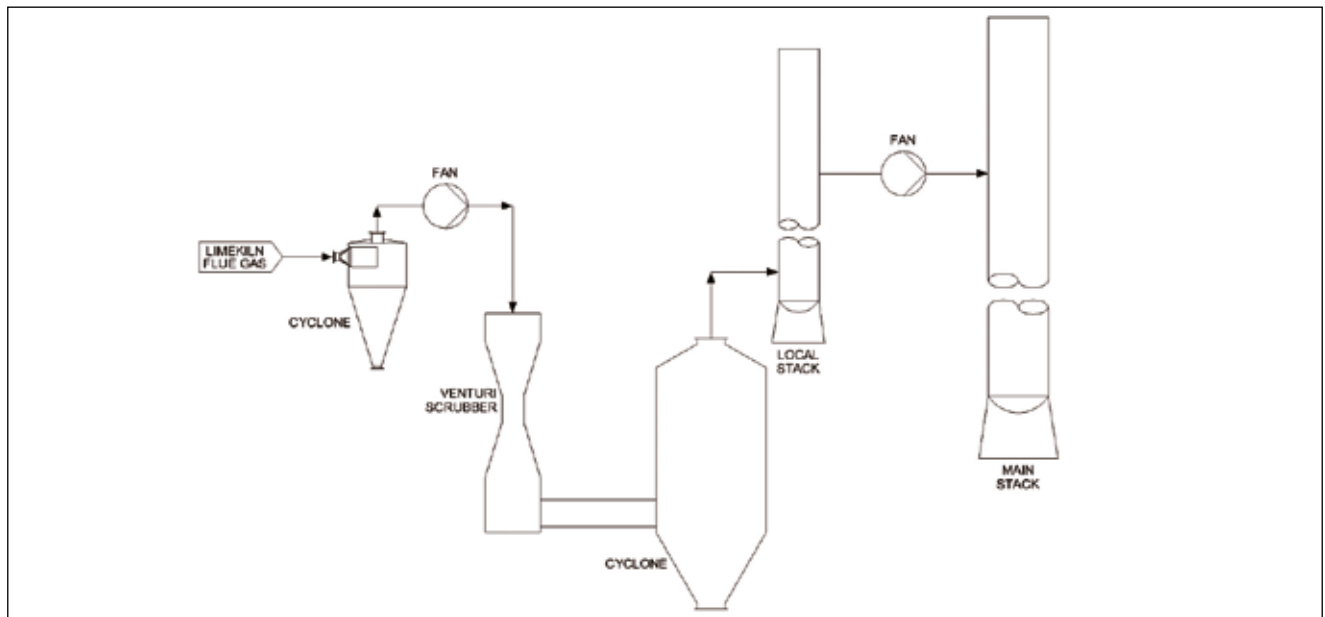 LIMEKILN
FLUE GAS
CYCLONE
FAN
VENTURI
SCRUBBER
CYCLONE
LOCAL
STACK
FAN
MAIN
STACK